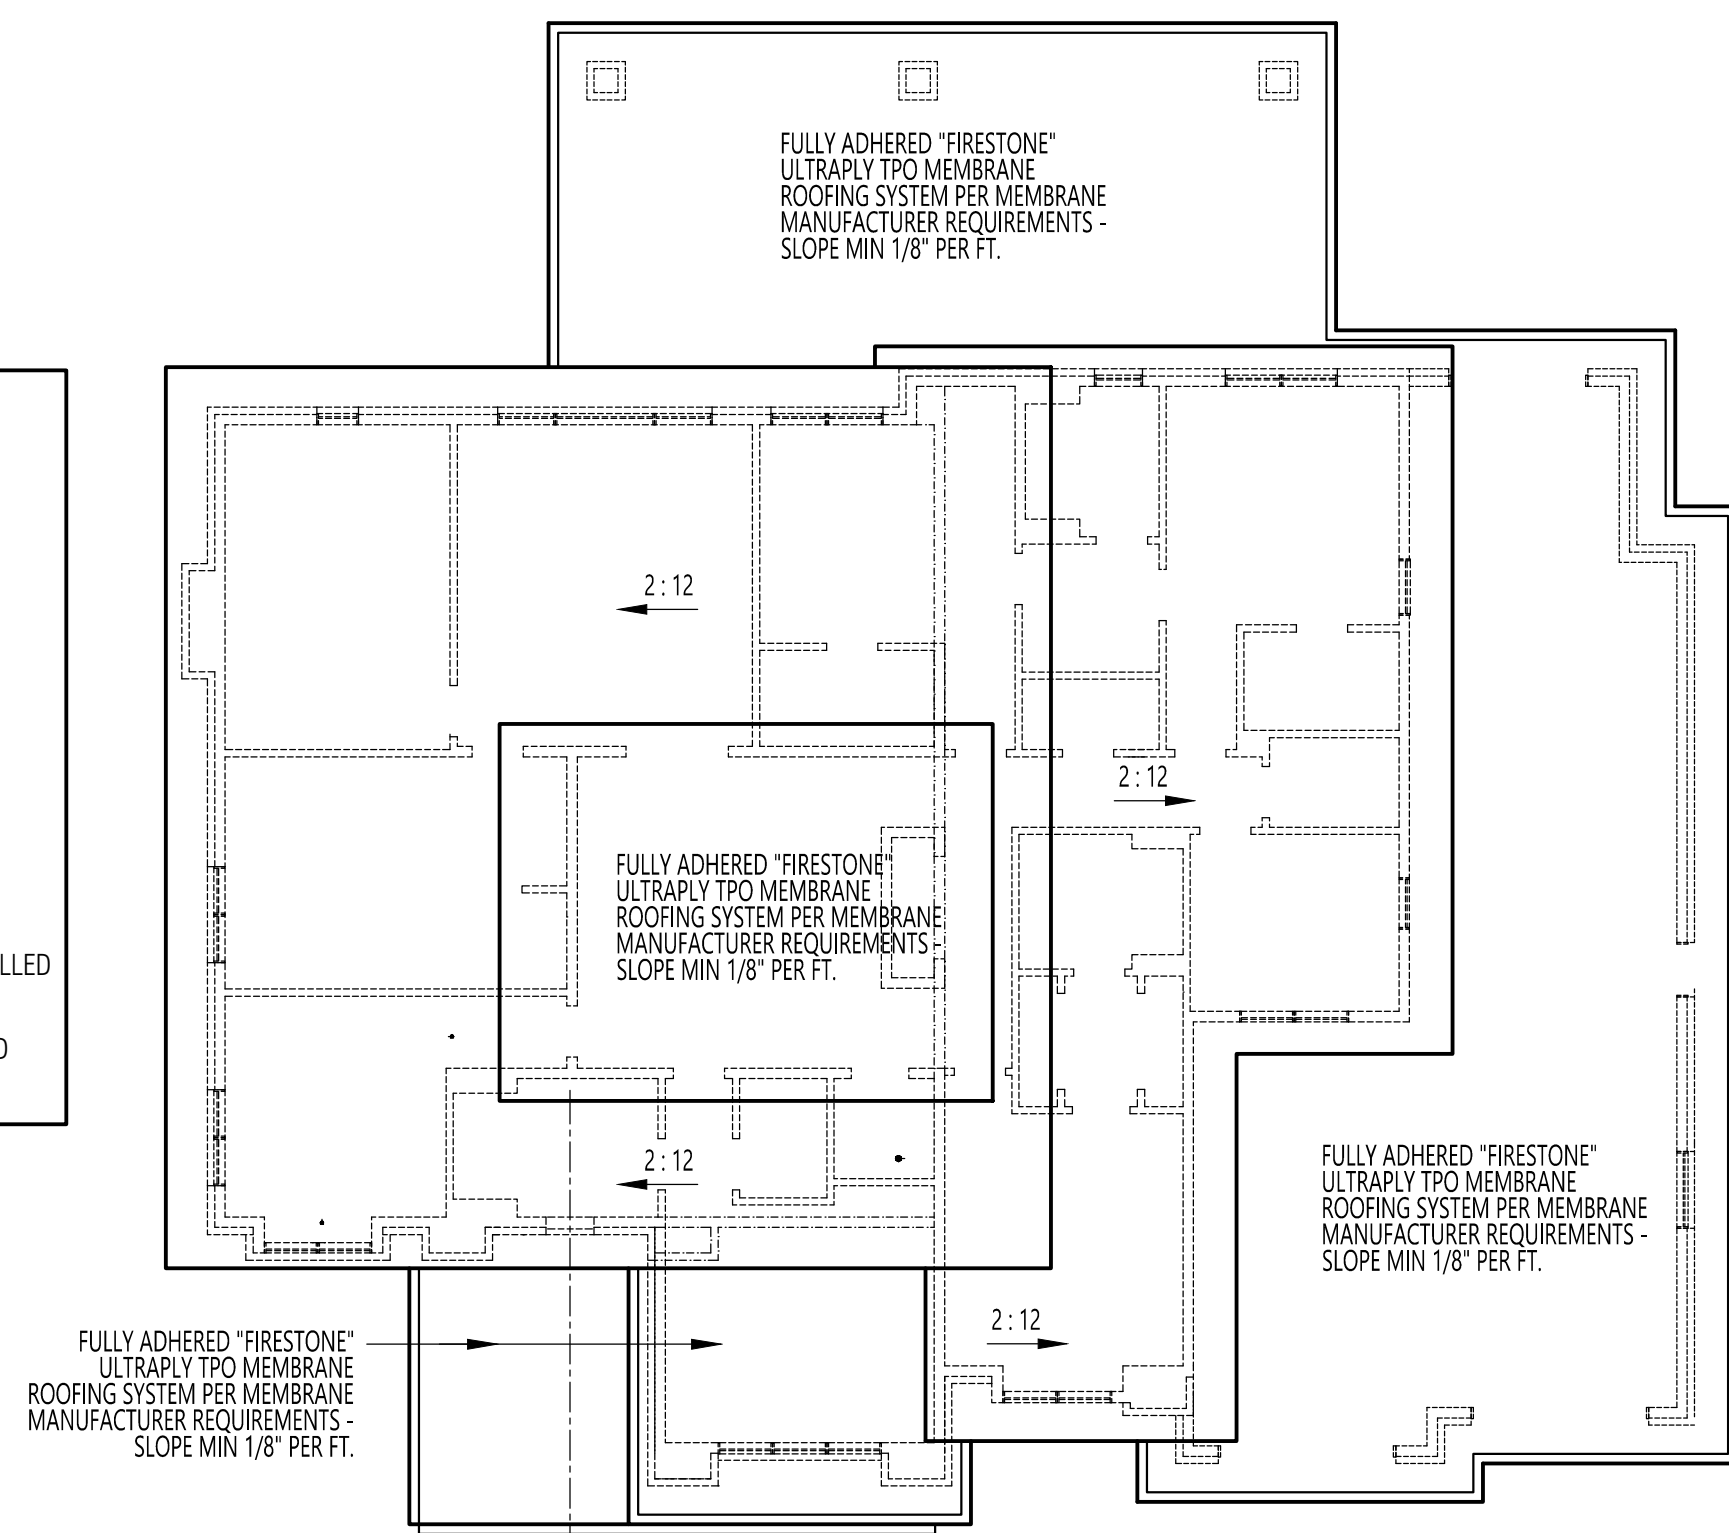 FULLY ADHERED "FIRESTONE"
ULTRAPLY TPO MEMBRANE
ROOFING SYSTEM PER MEMBRANE
MANUFACTURER REQUIREMENTS -
SLOPE MIN 1/8" PER FT.
2 : 12
2 : 12
FULLY ADHERED "FIRESTONE"
ULTRAPLY TPO MEMBRANE
ROOFING SYSTEM PER MEMBRANE
MANUFACTURER REQUIREMENTS -
SLOPE MIN 1/8" PER FT.
LLED
D
2 : 12
FULLY ADHERED "FIRESTONE"
ULTRAPLY TPO MEMBRANE
ROOFING SYSTEM PER MEMBRANE
MANUFACTURER REQUIREMENTS -
SLOPE MIN 1/8" PER FT.
2 : 12
FULLY ADHERED "FIRESTONE"
ULTRAPLY TPO MEMBRANE
ROOFING SYSTEM PER MEMBRANE
MANUFACTURER REQUIREMENTS -
SLOPE MIN 1/8" PER FT.